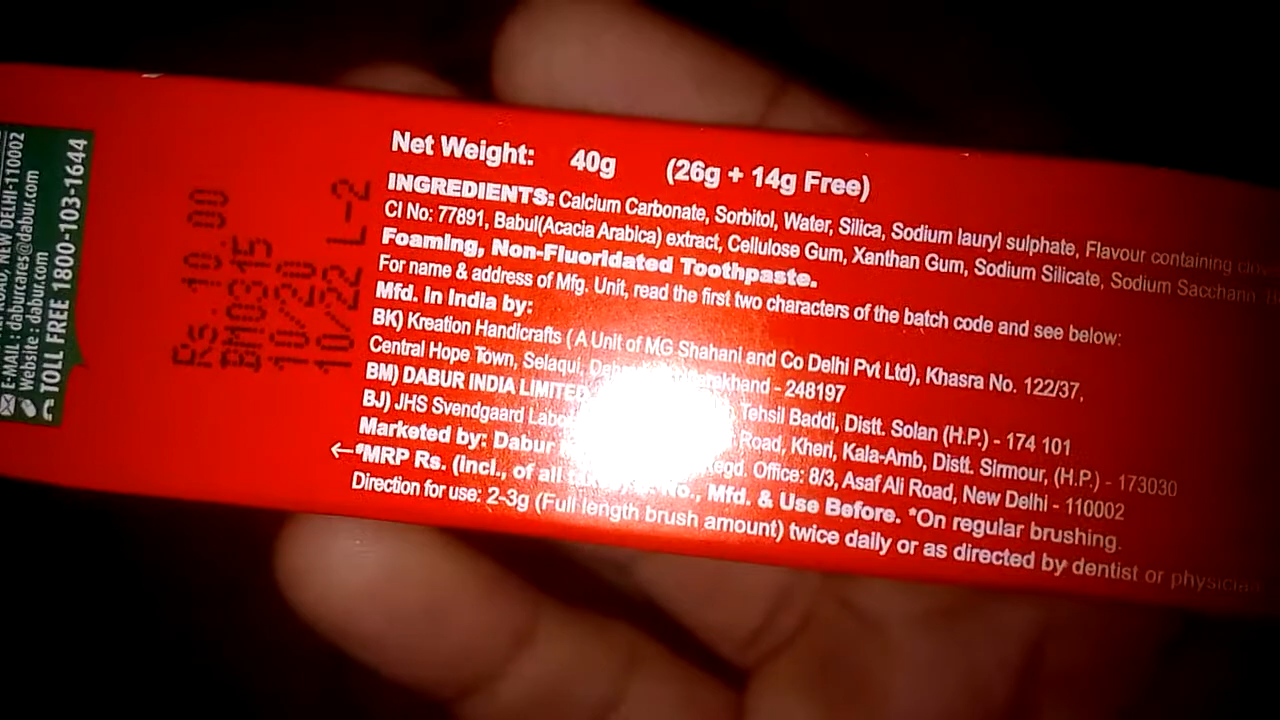 Net Weight: 40g (26g + 14g Free)
INGREDIENTS: Calcium Carbonate, Sorbitol, Water, Silica, Sodium lauryl sulphate, Flavour containing
CI No: 77891, Babul(Acacia Arabica) extract, Cellulose Gum, Xanthan Gum, Sodium Silicate, Sodium Saccharin
Foaming, Non-Fluoridated Toothpaste.
For name & address of Mfg. Unit, read the first two characters of the batch code and see below:
Mfd. in India by:
BK) Kreation Handicrafts ( A Unit of MG Shahani and Co Delhi Pvt Ltd), Khasra No. 122/37,
Central Hope Town, Selaqui, - 248197
BM) DABUR INDIA LIMITED Tehsil Baddi, Distt. Solan (H.P.) - 174 101
BJ) JHS Svendgaard Road, Kheri, Kala-Amb, Distt. Sirmour, (H.P.) - 173030
Marketed by: Dabur Regd. Office: 8/3, Asaf Ali Road, New Delhi - 110002
←*MRP Rs. (Incl., of all No., Mfd. & Use Before. *On regular brushing.
Direction for use: 2-3g (Full length brush amount) twice daily or as directed by dentist or physician
Rs. 10.00
BM0315
10/20
10/22 L-2
ROAD, NEW DELHI-110002
E-MAIL : daburcares@dabur.com
Website : dabur.com
TOLL FREE 1800-103-1644